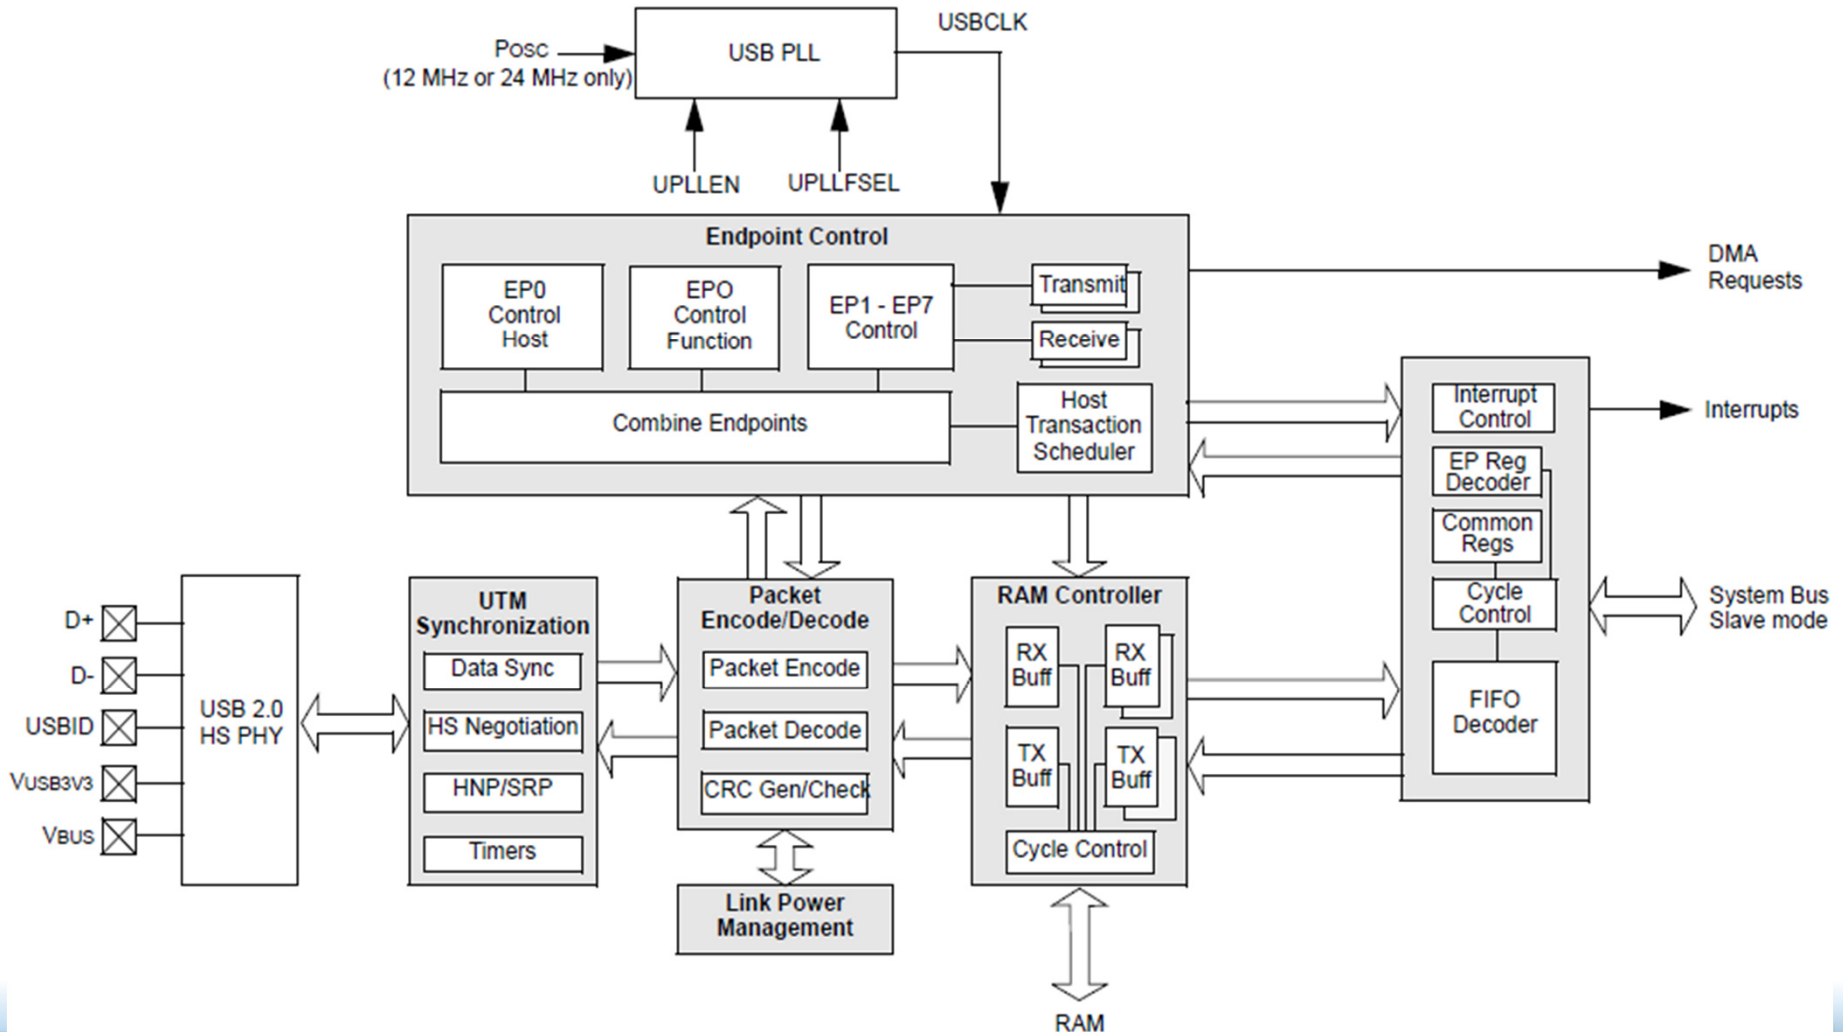 USBCLK
POSC
(12 MHz or 24 MHz only)
USB PLL
UPLLEN
UPLLFSEL
Endpoint Control
EP0
Control
Host
EPO
Control
Function
EP1 - EP7
Control
Transmit
Receive
Combine Endpoints
Host
Transaction
Scheduler
DMA
Requests
Interrupt
Control
Interrupts
EP Reg
Decoder
Common
Regs
Cycle
Control
FIFO
Decoder
System Bus
Slave mode
D+
D-
USBID
VUSB3V3
VBUS
USB 2.0
HS PHY
UTM
Synchronization
Data Sync
HS Negotiation
HNP/SRP
Timers
Packet
Encode/Decode
Packet Encode
Packet Decode
CRC Gen/Check
Link Power
Management
RAM Controller
RX
Buff
RX
Buff
TX
Buff
TX
Buff
Cycle Control
RAM